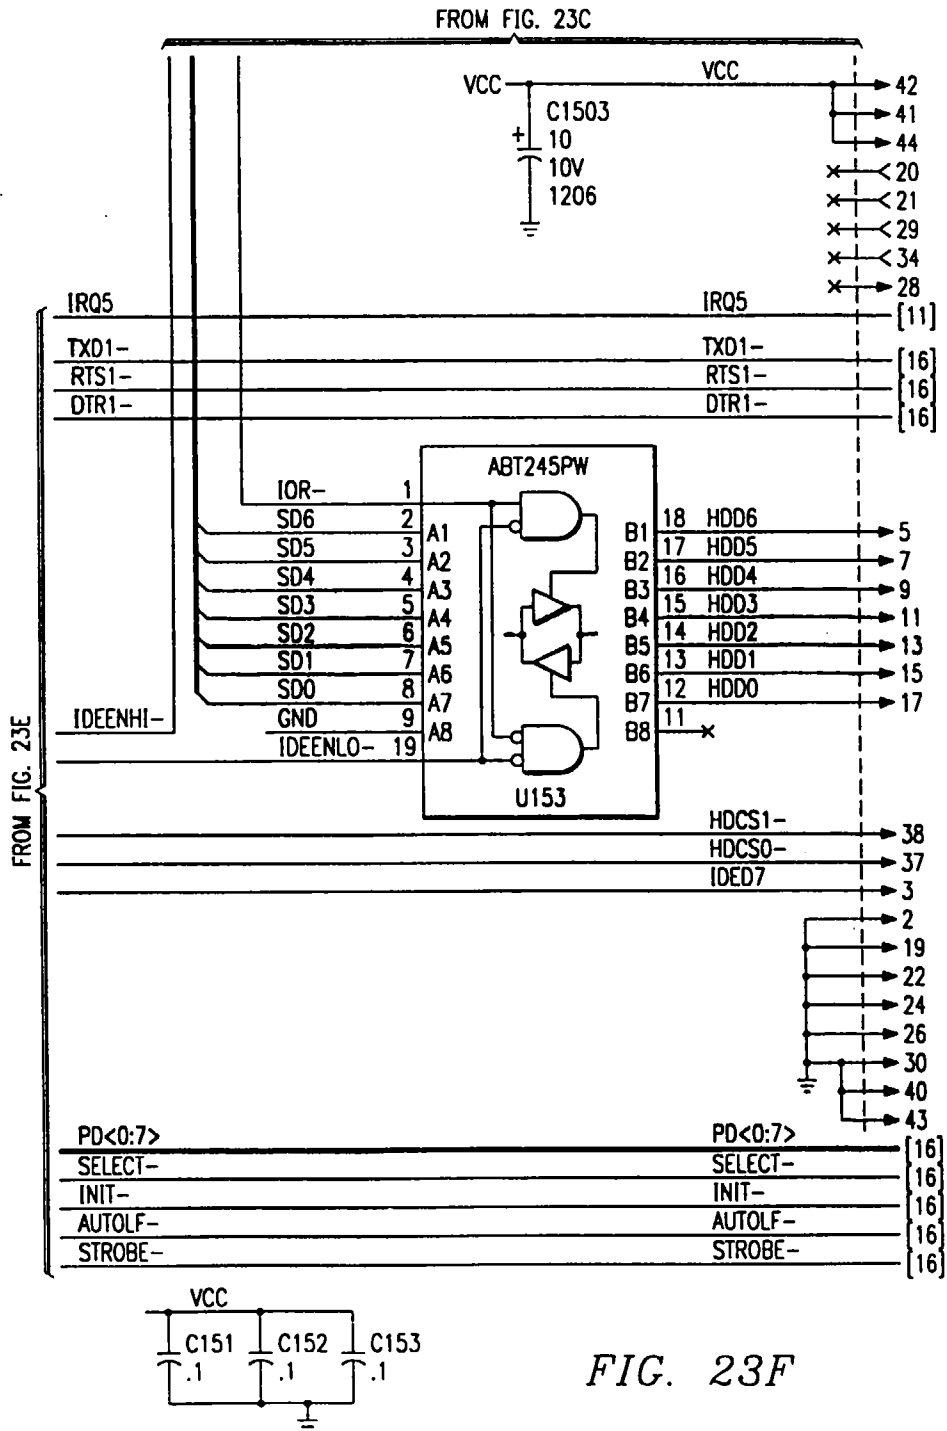 FROM FIG. 23C
VCC VCC 42
C1503 41
+ 10 44
10V 20
1206 21
29
34
28
IRQ5 IRQ5 [11]
TXD1- TXD1- [16]
RTS1- RTS1- [16]
DTR1- DTR1- [16]
ABT245PW
IOR- 1
SD6 2 A1 B1 18 HDD6 5
SD5 3 A2 B2 17 HDD5 7
SD4 4 A3 B3 16 HDD4 9
SD3 5 A4 B4 15 HDD3 11
SD2 6 A5 B5 14 HDD2 13
SD1 7 A6 B6 13 HDD1 15
SD0 8 A7 B7 12 HDD0 17
IDEENHI- GND 9 A8 B8 11
IDEENLO- 19
U153
FROM FIG. 23E
HDCS1- 38
HDCS0- 37
IDED7 3
2
19
22
24
26
30
40
43
PD<0:7> PD<0:7> [16]
SELECT- SELECT- [16]
INIT- INIT- [16]
AUTOLF- AUTOLF- [16]
STROBE- STROBE- [16]
VCC
C151 C152 C153
.1 .1 .1
FIG. 23F